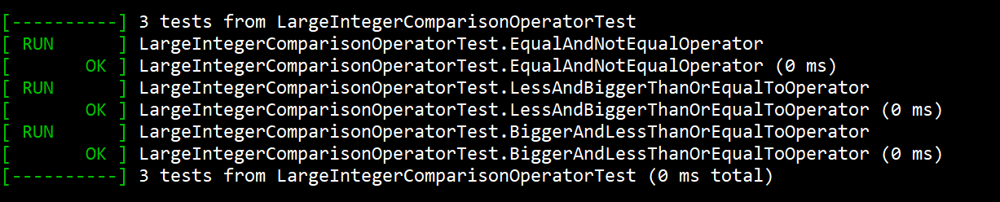 [----------] 3 tests from LargeIntegerComparisonOperatorTest
[ RUN      ] LargeIntegerComparisonOperatorTest.EqualAndNotEqualOperator
[       OK ] LargeIntegerComparisonOperatorTest.EqualAndNotEqualOperator (0 ms)
[ RUN      ] LargeIntegerComparisonOperatorTest.LessAndBiggerThanOrEqualToOperator
[       OK ] LargeIntegerComparisonOperatorTest.LessAndBiggerThanOrEqualToOperator (0 ms)
[ RUN      ] LargeIntegerComparisonOperatorTest.BiggerAndLessThanOrEqualToOperator
[       OK ] LargeIntegerComparisonOperatorTest.BiggerAndLessThanOrEqualToOperator (0 ms)
[----------] 3 tests from LargeIntegerComparisonOperatorTest (0 ms total)